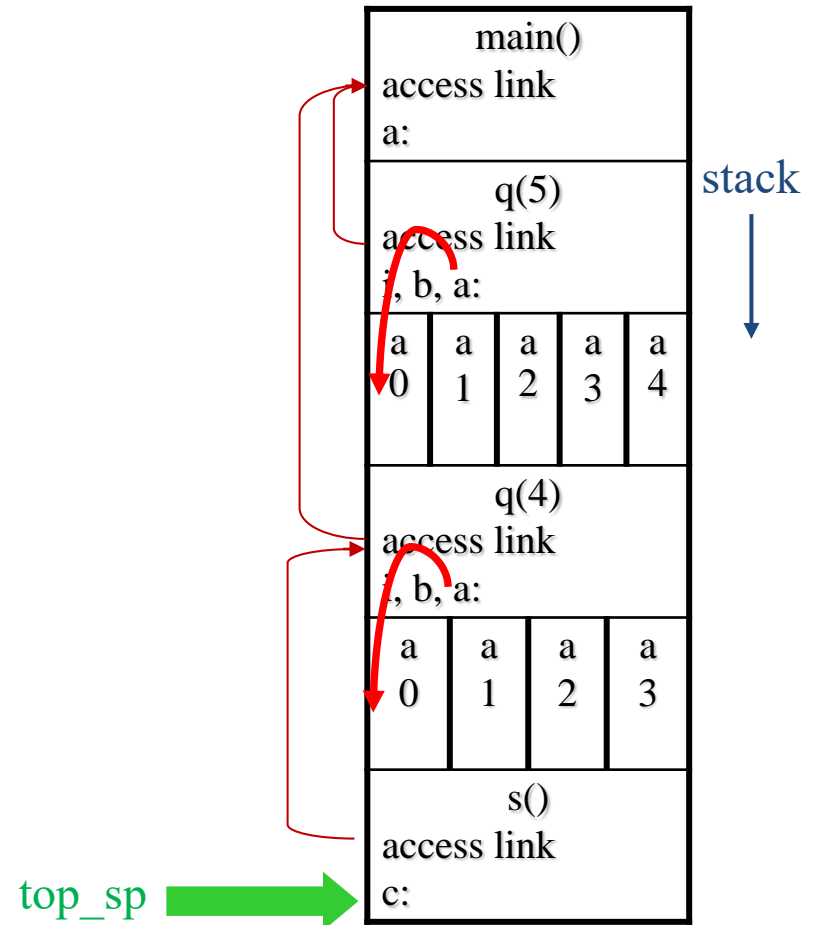 main()
access link
a:
stack
q(5)
access link
i, b, a:
a a a a a
0 1 2 3 4
q(4)
access link
i, b, a:
a a a a
0 1 2 3
s()
access link
top_sp
c: